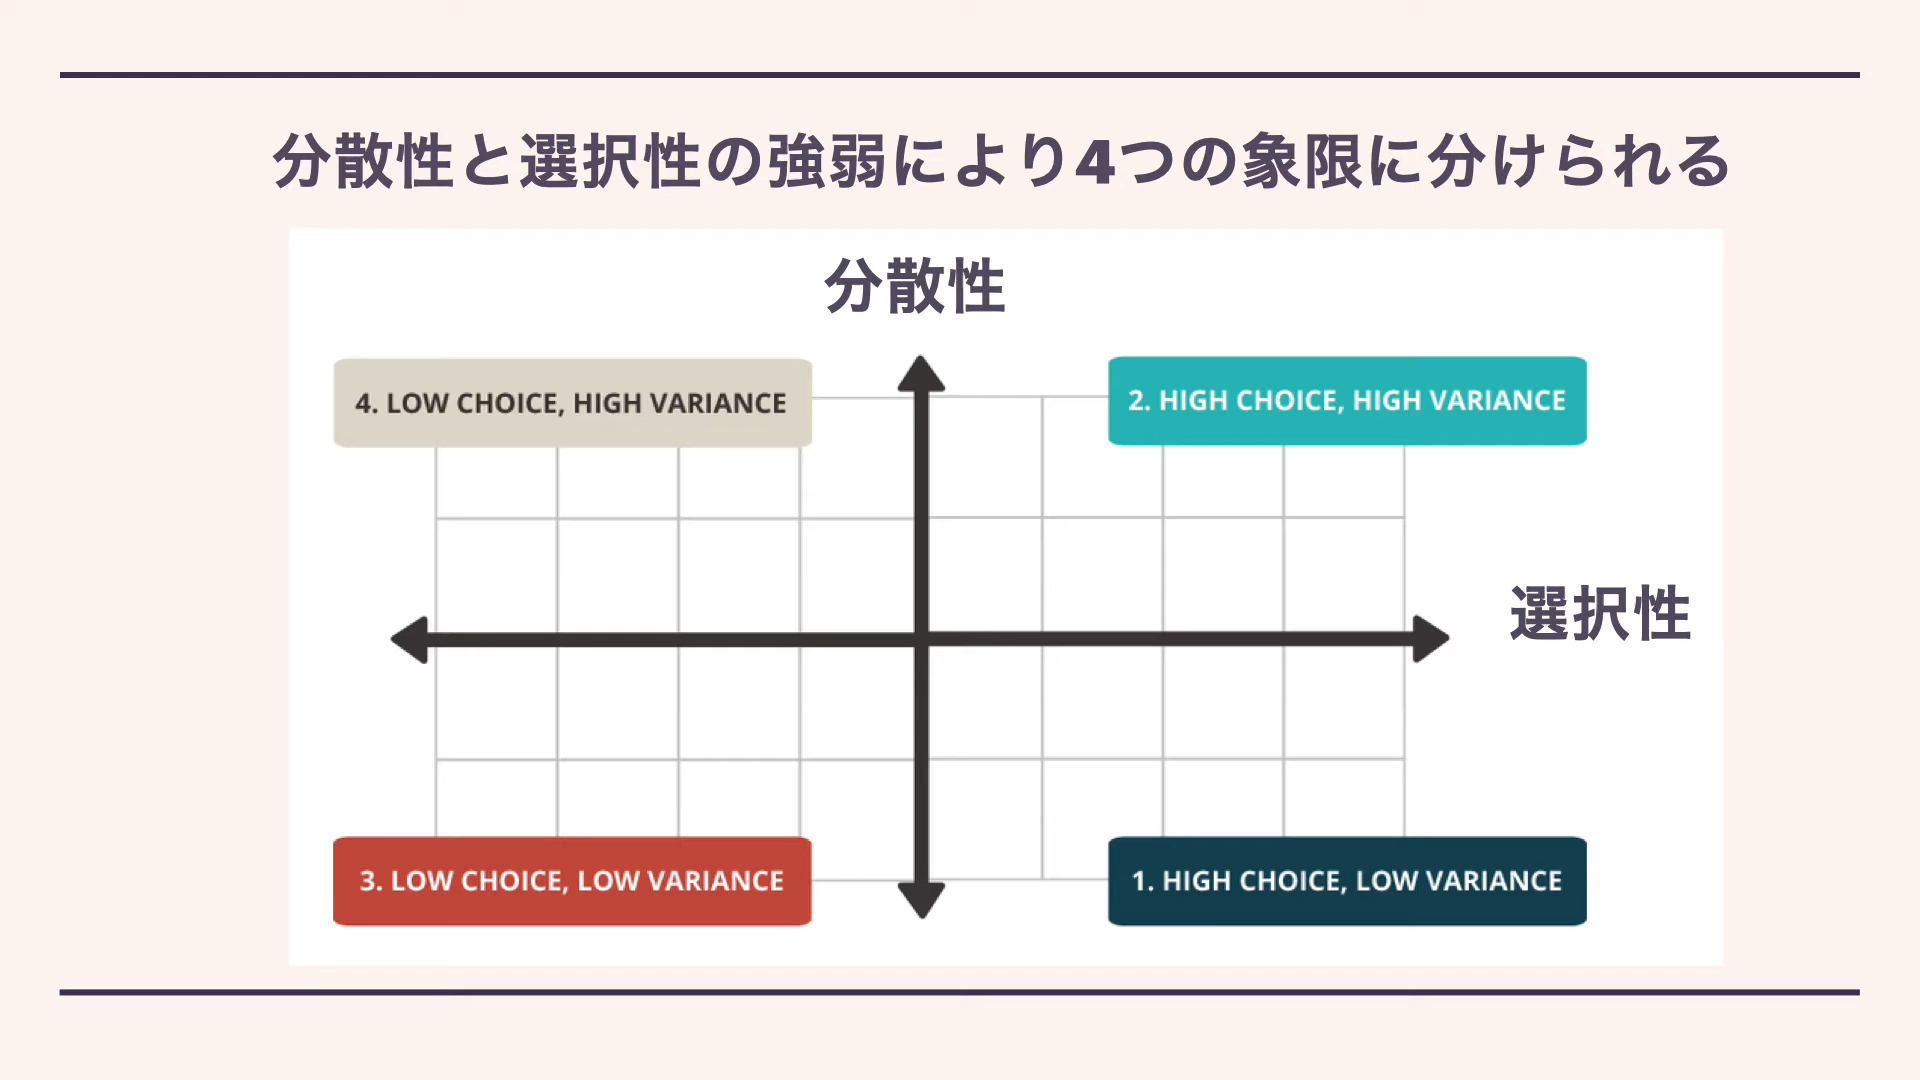 分散性と選択性の強弱により4つの象限に分けられる
分散性
4. LOW CHOICE, HIGH VARIANCE
2. HIGH CHOICE, HIGH VARIANCE
選択性
3. LOW CHOICE, LOW VARIANCE
1. HIGH CHOICE, LOW VARIANCE